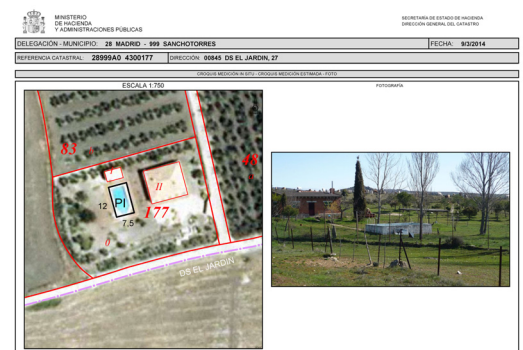 MINISTERIO
DE HACIENDA
Y ADMINISTRACIONES PÚBLICAS
SECRETARÍA DE ESTADO DE HACIENDA
DIRECCIÓN GENERAL DEL CATASTRO
DELEGACIÓN - MUNICIPIO: 28 MADRID - 999 SANCHOTORRES
FECHA: 9/3/2014
REFERENCIA CATASTRAL: 28999A0 4300177
DIRECCIÓN: 00845 DS EL JARDIN, 27
CROQUIS MEDICIÓN IN SITU - CROQUIS MEDICIÓN ESTIMADA - FOTO
ESCALA 1:750
FOTOGRAFÍA
83
48
I
II
12
PI
177
7.5
DS EL JARDIN